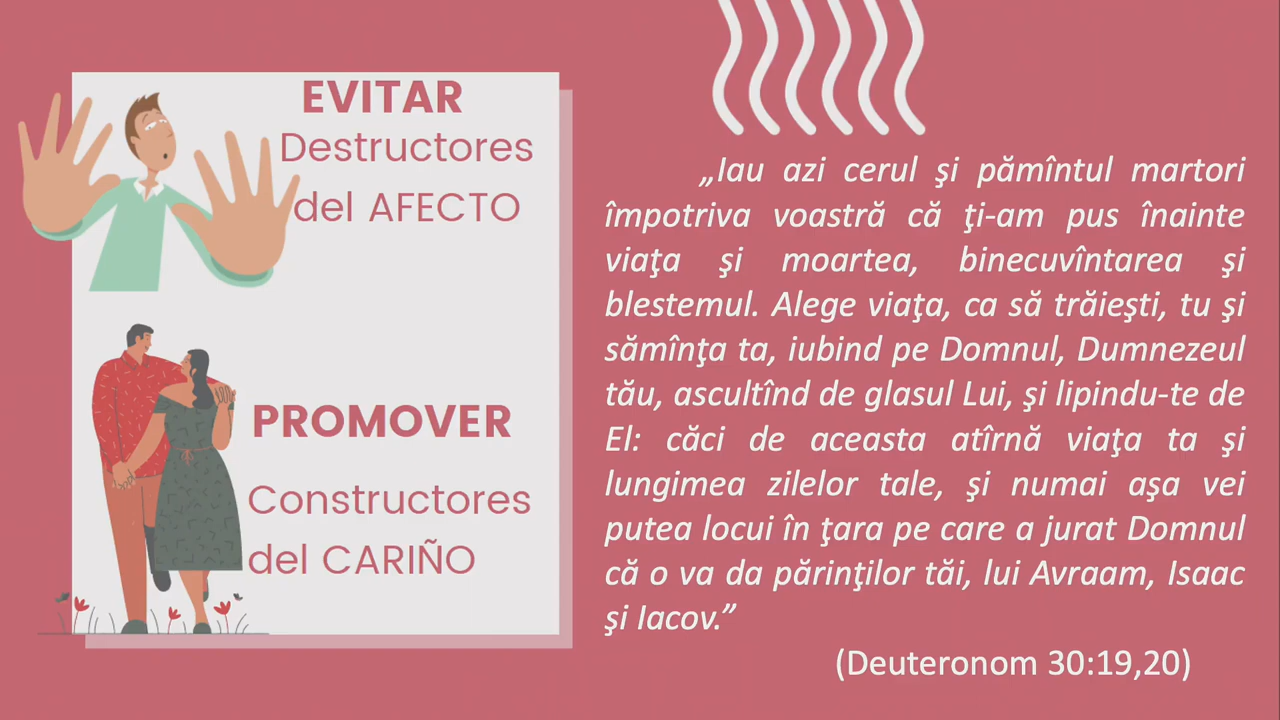 EVITAR
Destructores
del AFECTO
PROMOVER
Constructores
del CARIÑO
„Iau azi cerul şi pămîntul martori
împotriva voastră că ţi-am pus înainte
viaţa şi moartea, binecuvîntarea şi
blestemul. Alege viaţa, ca să trăieşti, tu şi
sămînţa ta, iubind pe Domnul, Dumnezeul
tău, ascultînd de glasul Lui, şi lipindu-te de
El: căci de aceasta atîrnă viaţa ta şi
lungimea zilelor tale, şi numai aşa vei
putea locui în ţara pe care a jurat Domnul
că o va da părinţilor tăi, lui Avraam, Isaac
şi Iacov.”
(Deuteronom 30:19,20)